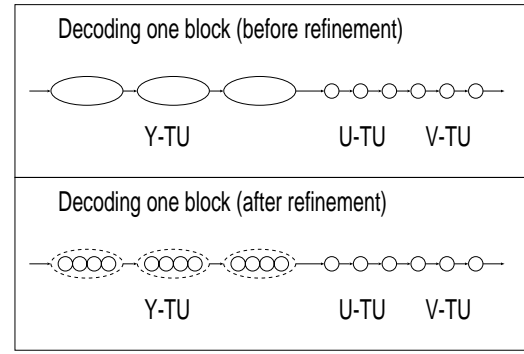 Decoding one block (before refinement)
Y-TU U-TU V-TU
Decoding one block (after refinement)
Y-TU U-TU V-TU